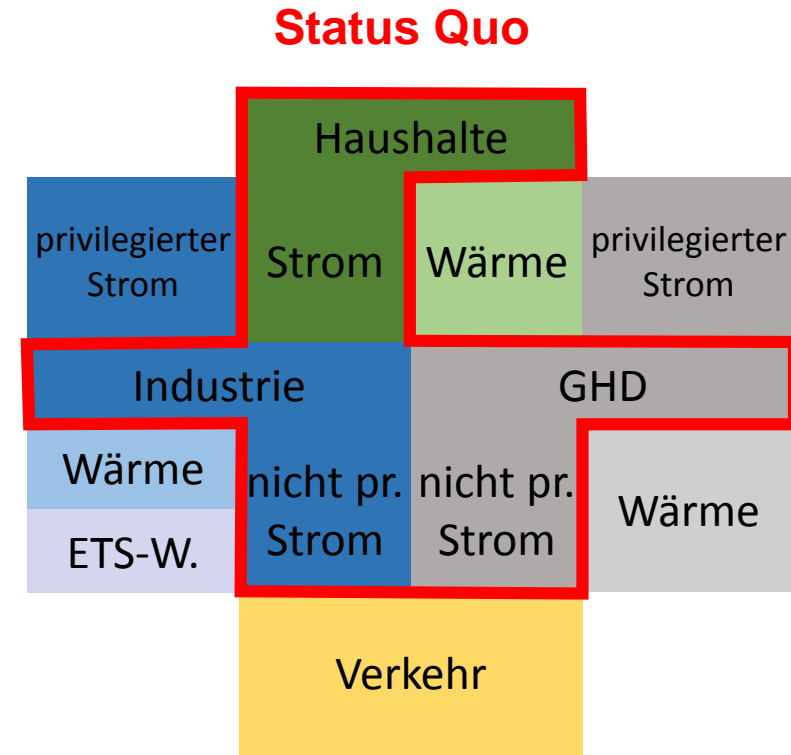 Status Quo
Haushalte
privilegierter
Strom
Strom
Wärme
privilegierter
Strom
Industrie
GHD
Wärme
ETS-W.
nicht pr.
Strom
nicht pr.
Strom
Wärme
Verkehr